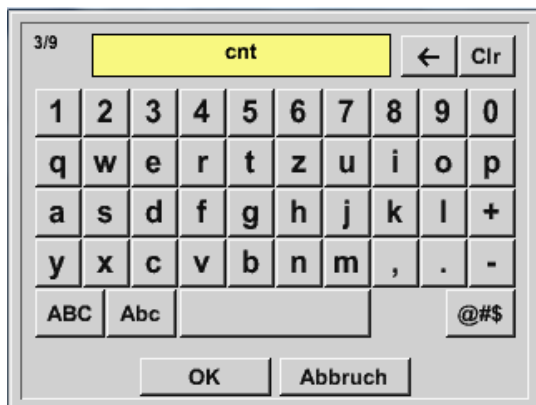 3/9 cnt ← Clr
1 2 3 4 5 6 7 8 9 0
q w e r t z u i o p
a s d f g h j k l +
y x c v b n m , . -
ABC Abc @#$
OK Abbruch